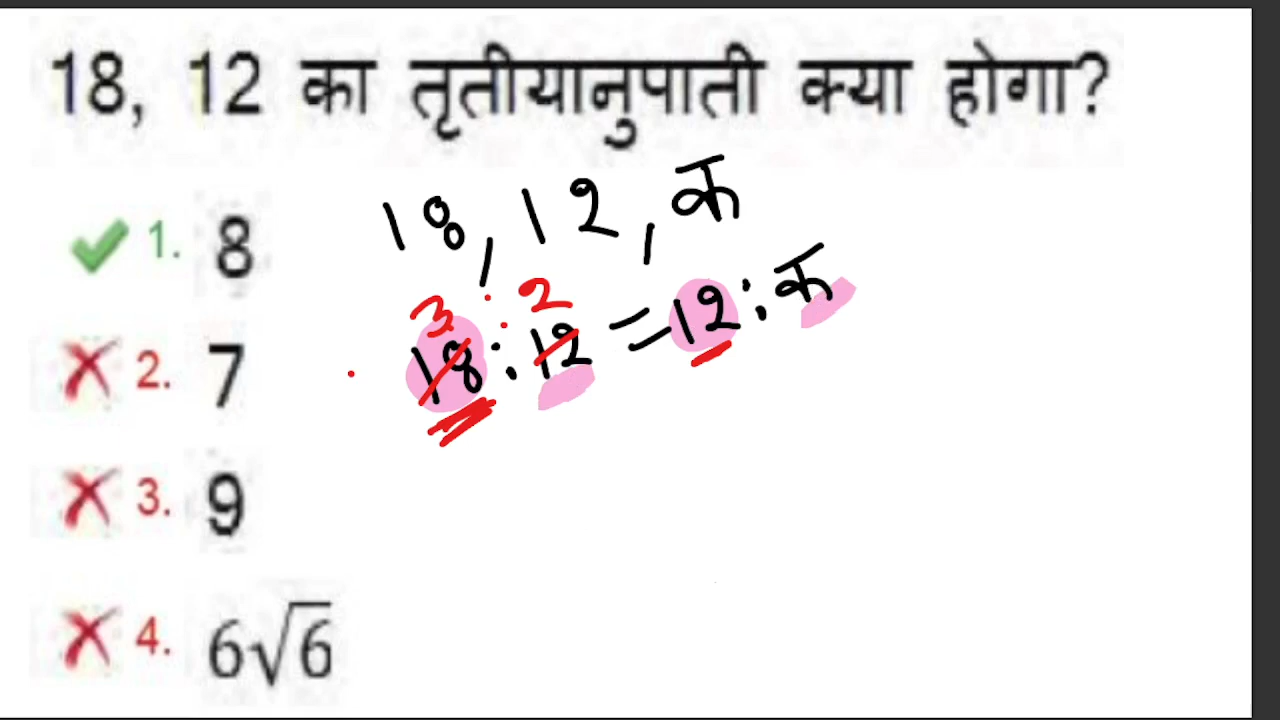 18, 12 का तृतीयानुपाती क्या होगा?
18, 12, क
1. 8
3 : 2
18 : 12 = 12 : क
2. 7
3. 9
4. 6√6